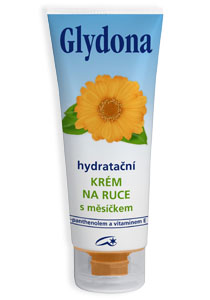 Glydona
hydratační
KRÉM
NA RUCE
s měsíčkem
panthenolem a vitaminem E